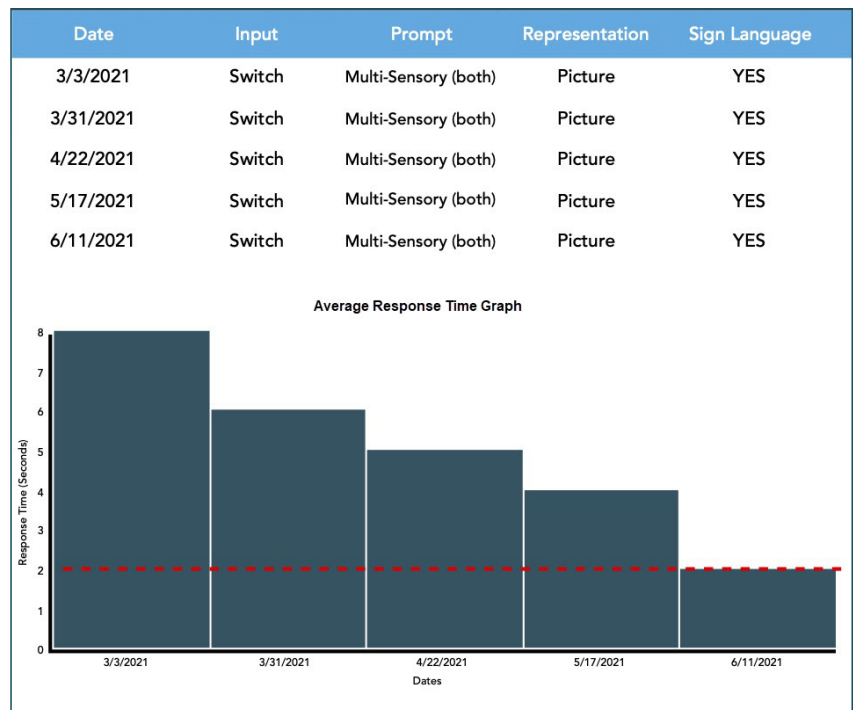 Date Input Prompt Representation Sign Language
3/3/2021 Switch Multi-Sensory (both) Picture YES
3/31/2021 Switch Multi-Sensory (both) Picture YES
4/22/2021 Switch Multi-Sensory (both) Picture YES
5/17/2021 Switch Multi-Sensory (both) Picture YES
6/11/2021 Switch Multi-Sensory (both) Picture YES
Average Response Time Graph
Response Time (Seconds)
8
7
6
5
4
3
2
1
0
3/3/2021 3/31/2021 4/22/2021 5/17/2021 6/11/2021
Dates